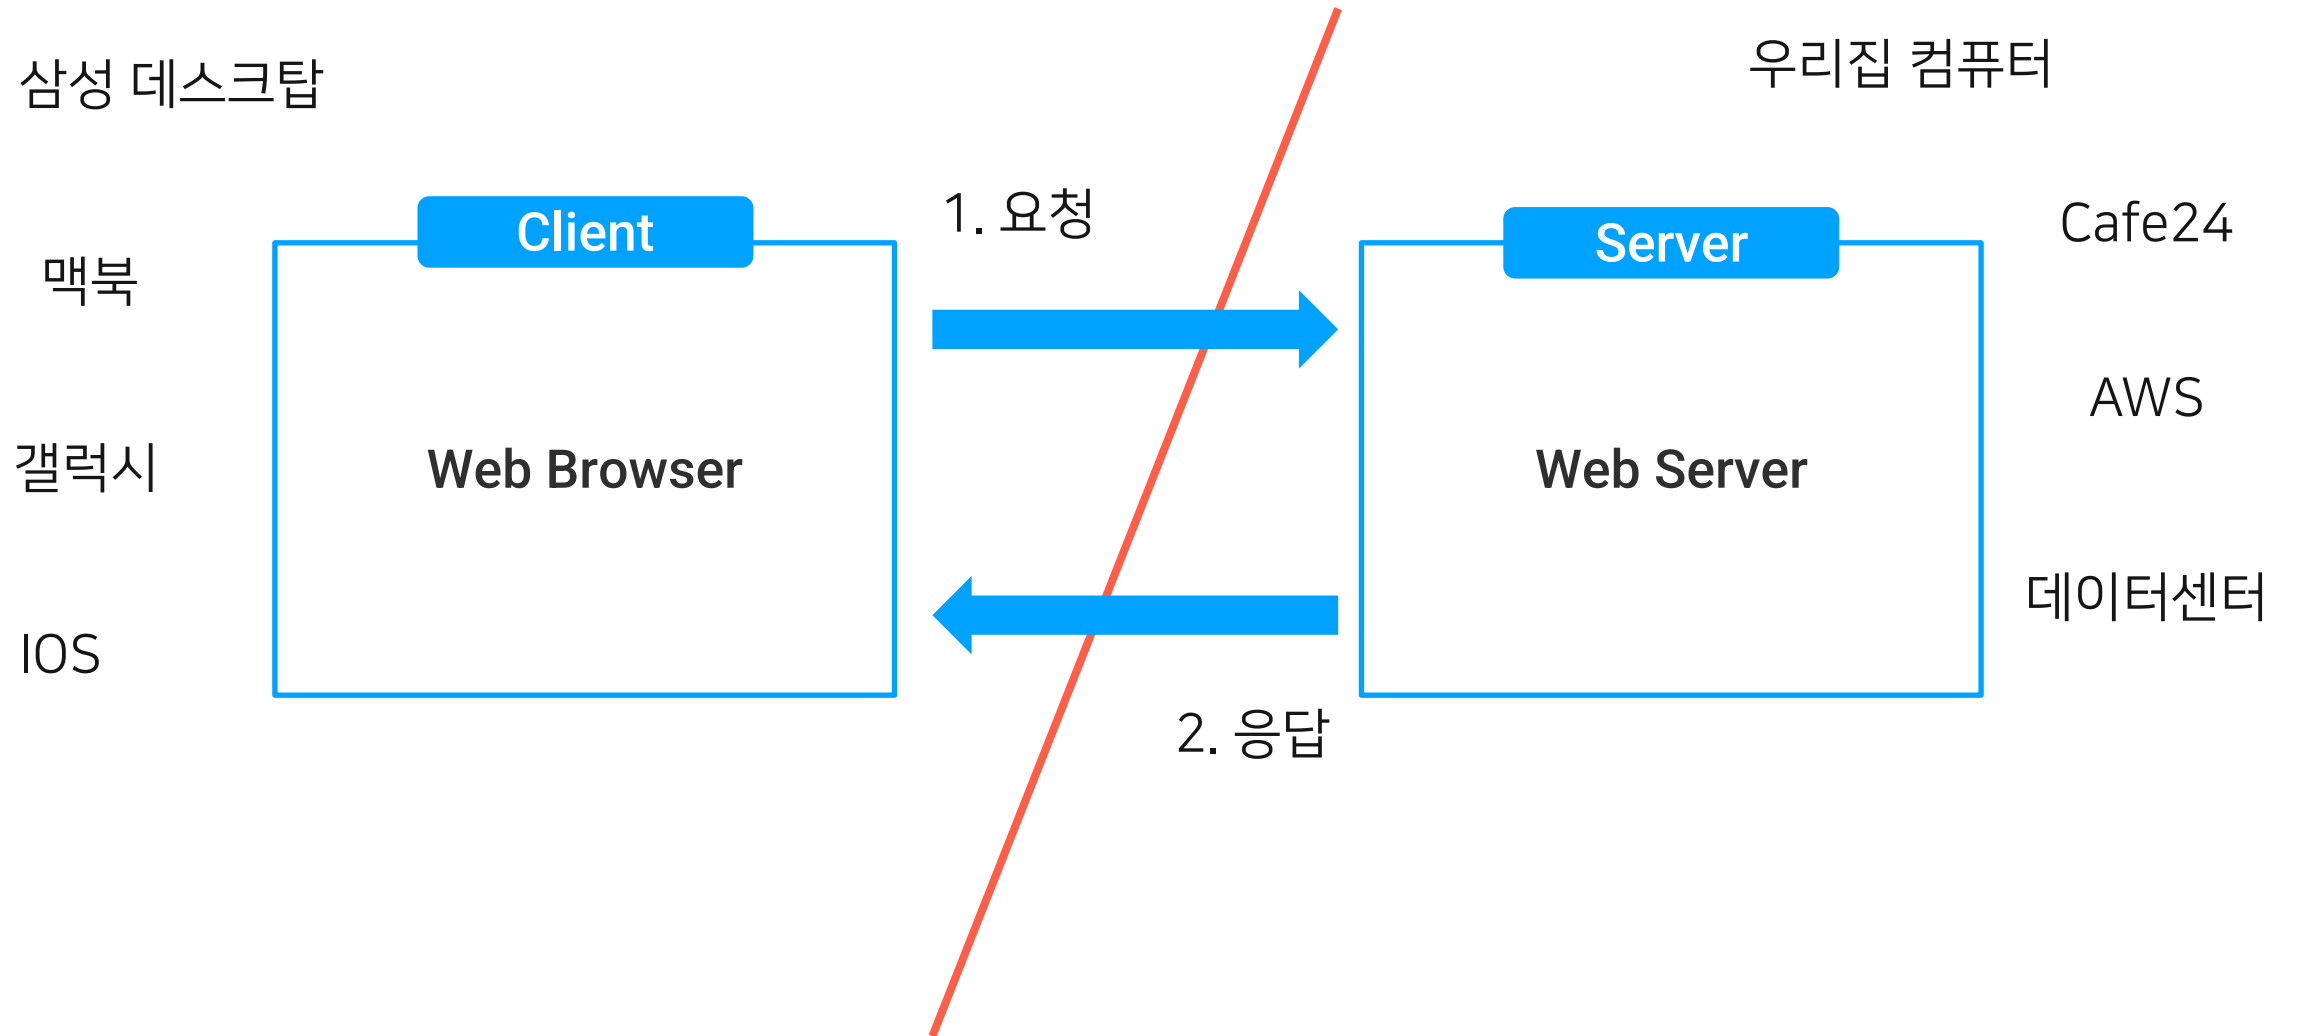 삼성 데스크탑
우리집 컴퓨터
Client
1. 요청
Server
Cafe24
맥북
AWS
갤럭시
Web Browser
Web Server
데이터센터
IOS
2. 응답